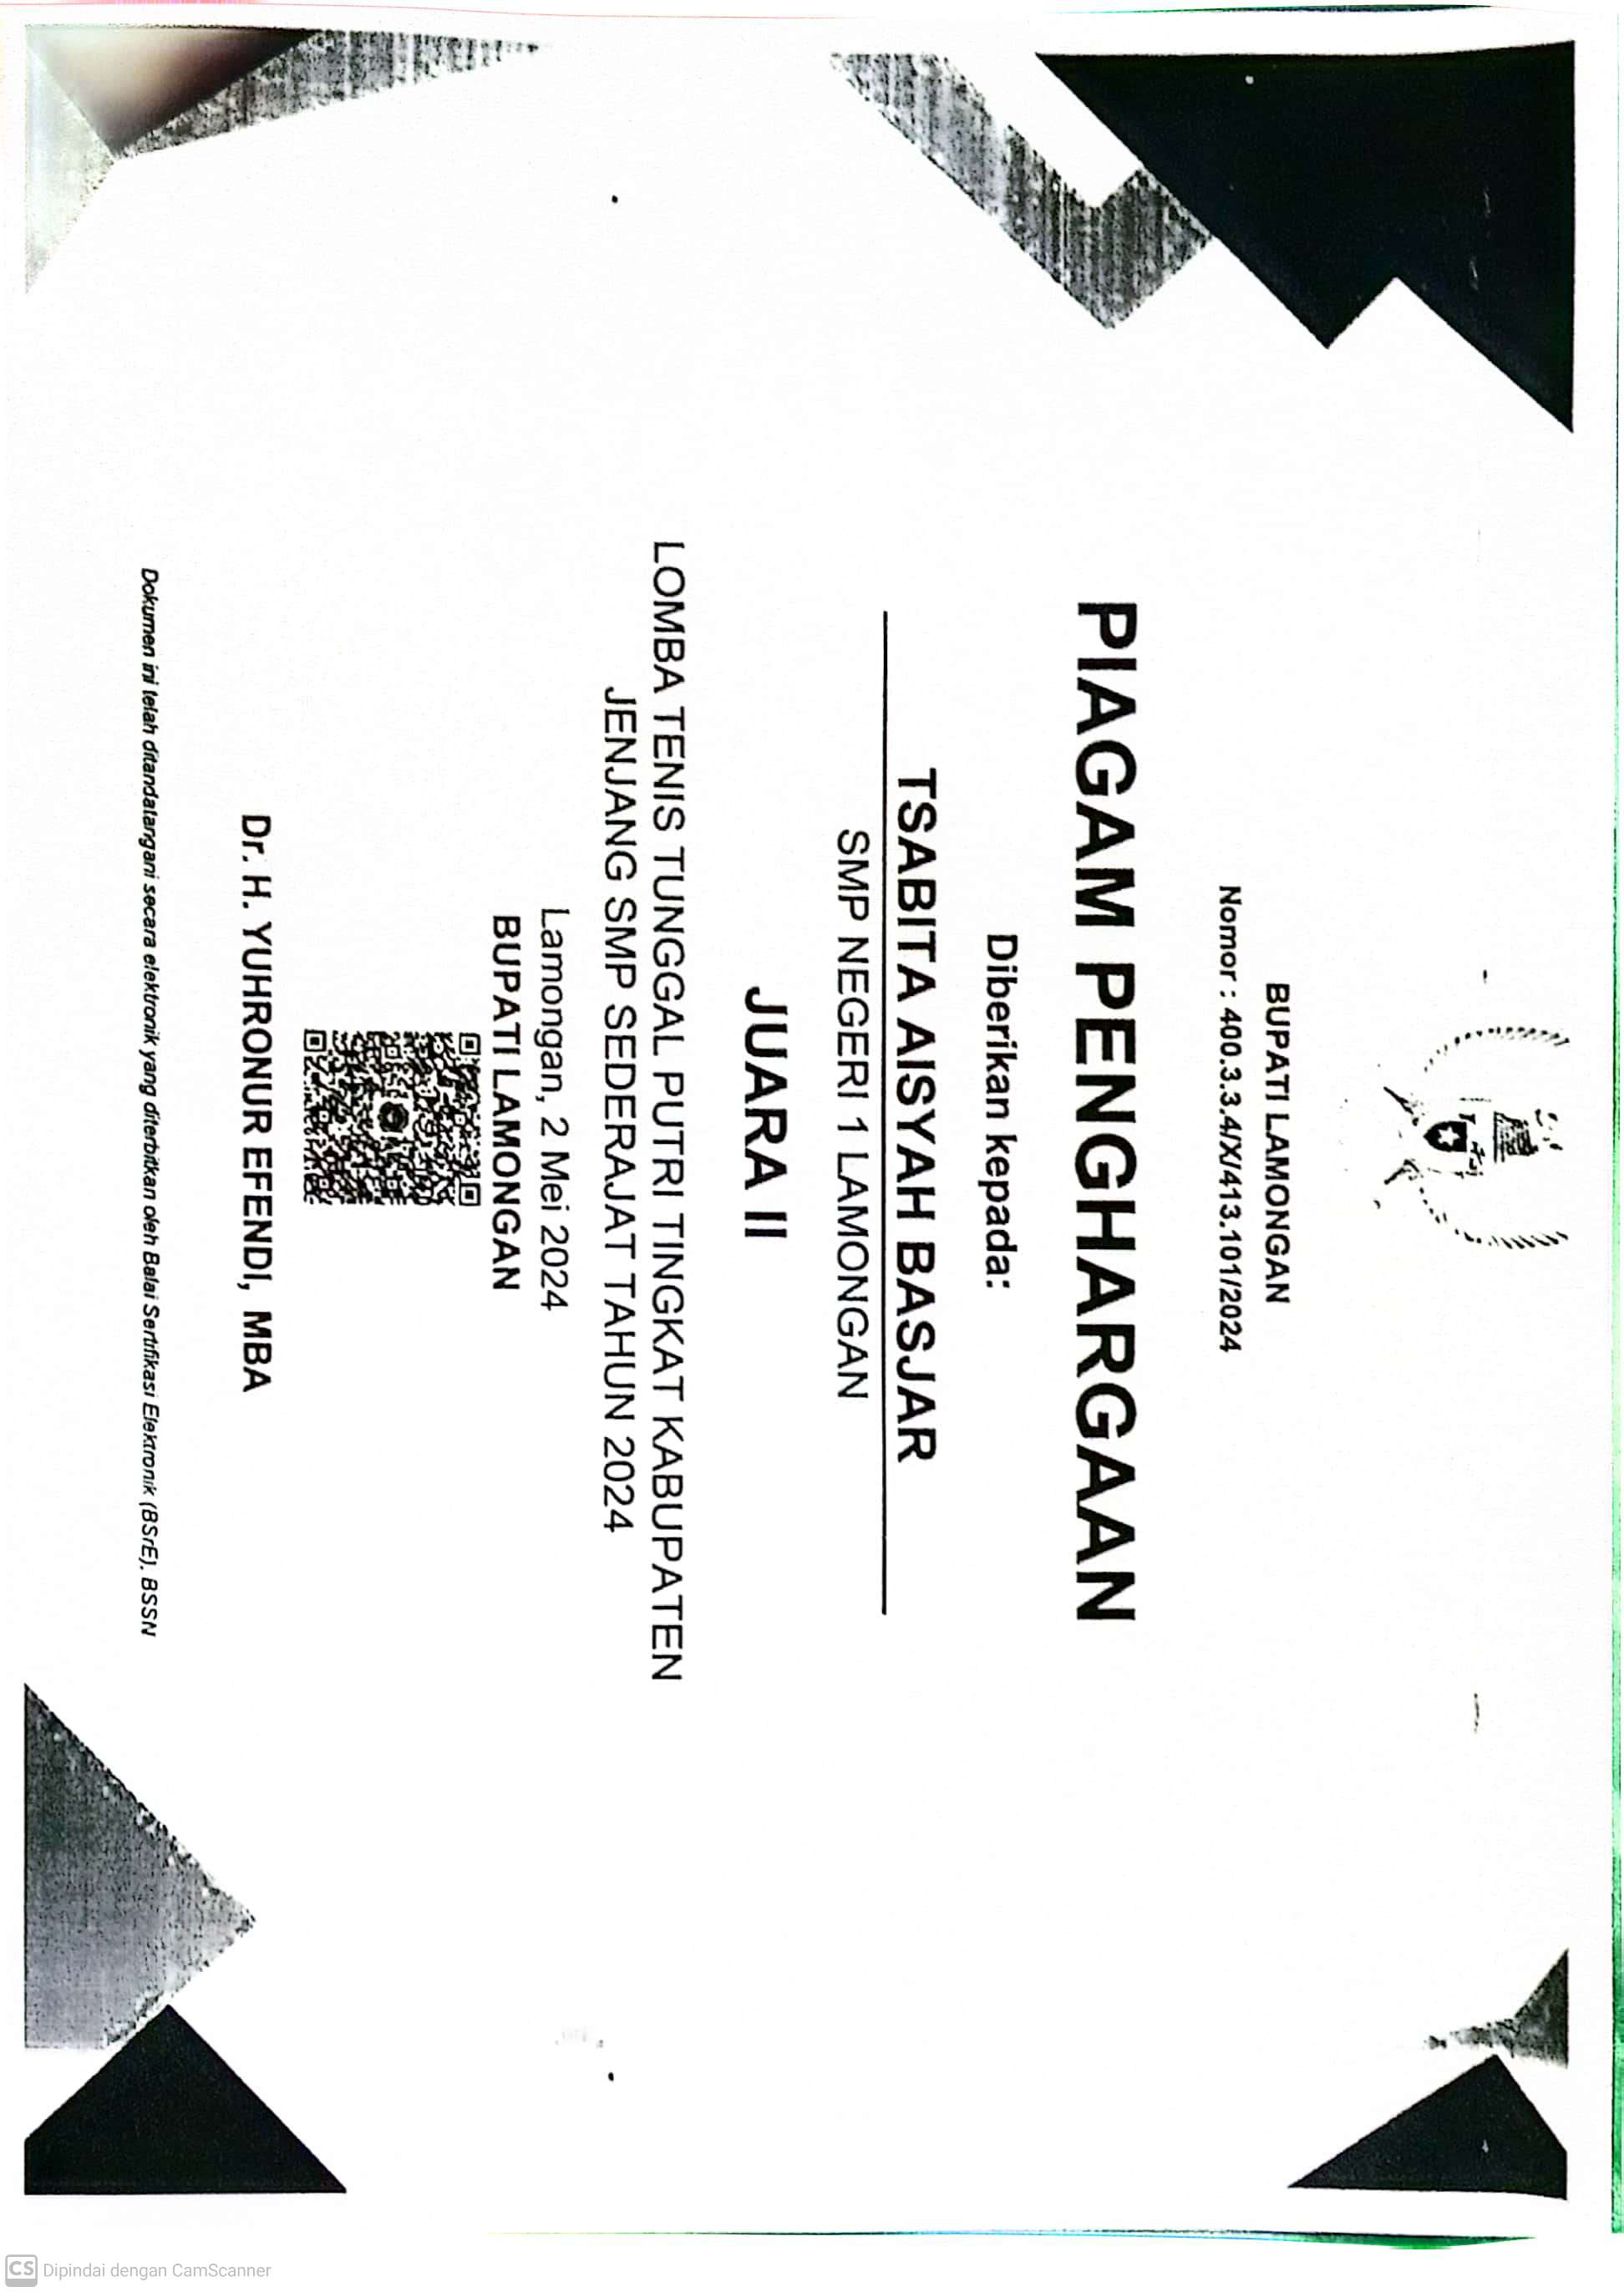 BUPATI LAMONGAN
Nomor : 400.3.3.4/X/413.101/2024
PIAGAM PENGHARGAAN
Diberikan kepada:
TSABITA AISYAH BASJAR
SMP NEGERI 1 LAMONGAN
JUARA II
LOMBA TENIS TUNGGAL PUTRI TINGKAT KABUPATEN
JENJANG SMP SEDERAJAT TAHUN 2024
Lamongan, 2 Mei 2024
BUPATI LAMONGAN
Dr. H. YUHRONUR EFENDI, MBA
Dokumen ini telah ditandatangani secara elektronik yang diterbitkan oleh Balai Sertifikasi Elektronik (BSrE), BSSN
CS Dipindai dengan CamScanner